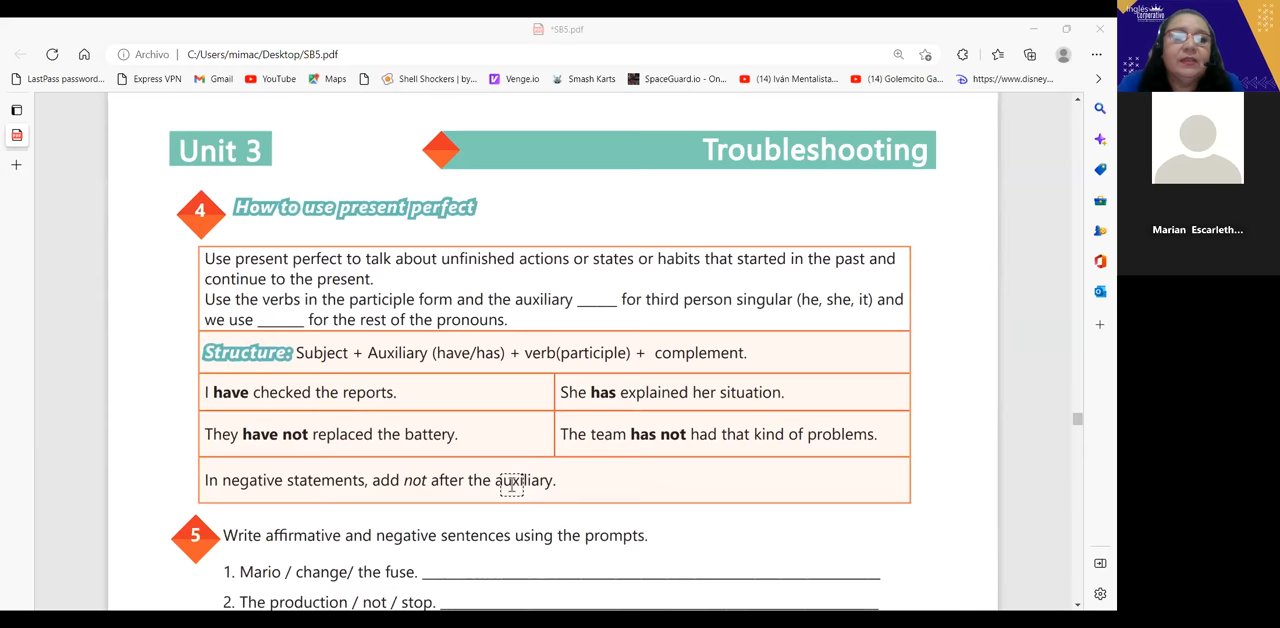 *SB5.pdf
Archivo | C:/Users/mimac/Desktop/SB5.pdf
LastPass password... Express VPN Gmail YouTube Maps Shell Shockers | by... Venge.io Smash Karts SpaceGuard.io - On... (14) Iván Mentalista... (14) Golemcito Ga... https://www.disney...
Unit 3
Troubleshooting
4 How to use present perfect
Use present perfect to talk about unfinished actions or states or habits that started in the past and
continue to the present.
Use the verbs in the participle form and the auxiliary _____ for third person singular (he, she, it) and
we use ______ for the rest of the pronouns.
Structure: Subject + Auxiliary (have/has) + verb(participle) + complement.
I have checked the reports.
She has explained her situation.
They have not replaced the battery.
The team has not had that kind of problems.
In negative statements, add not after the auxiliary.
5 Write affirmative and negative sentences using the prompts.
1. Mario / change/ the fuse. ____________________
2. The production / not / stop. ____________________
Inglés
Corporativo
Marian Escarleth...